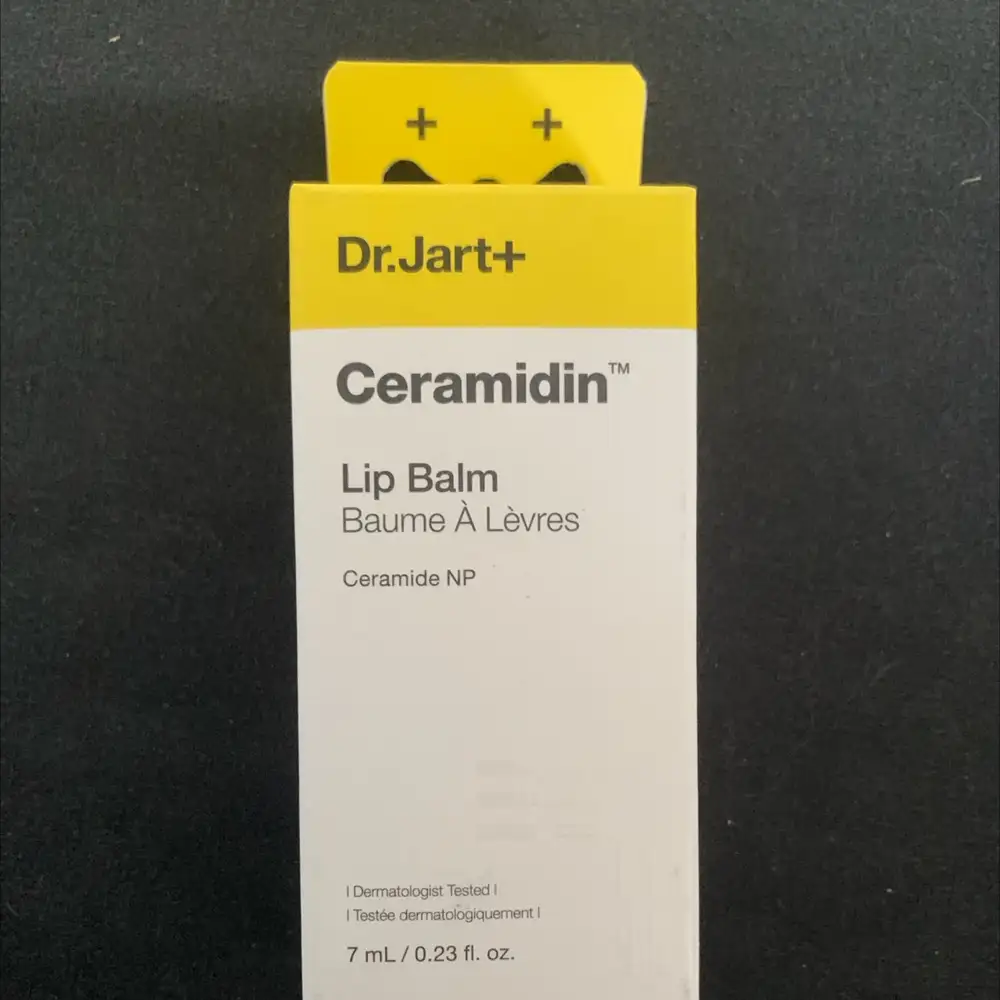 + +
Dr.Jart+
Ceramidin™
Lip Balm
Baume À Lèvres
Ceramide NP
| Dermatologist Tested |
| Testée dermatologiquement |
7 mL / 0.23 fl. oz.